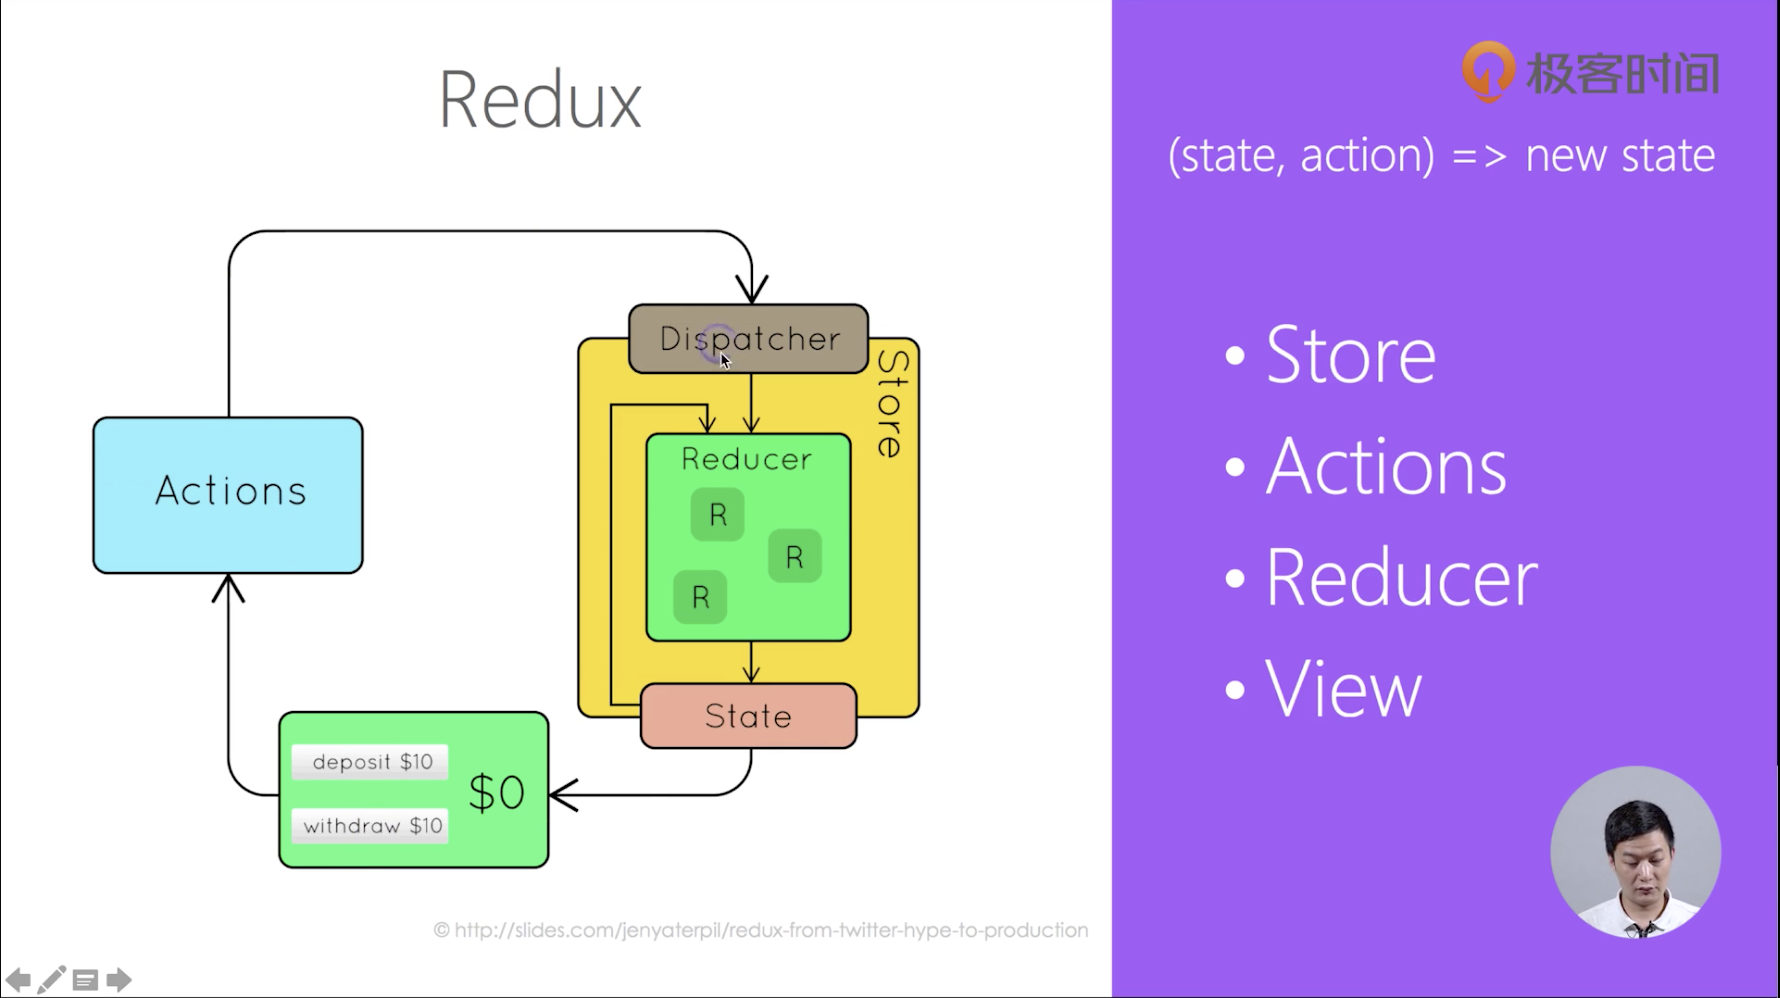 Redux
极客时间
(state, action) => new state
Dispatcher
Store
Reducer
R
R
R
Actions
State
deposit $10
withdraw $10
$0
• Store
• Actions
• Reducer
• View
© http://slides.com/jenyaterpil/redux-from-twitter-hype-to-production